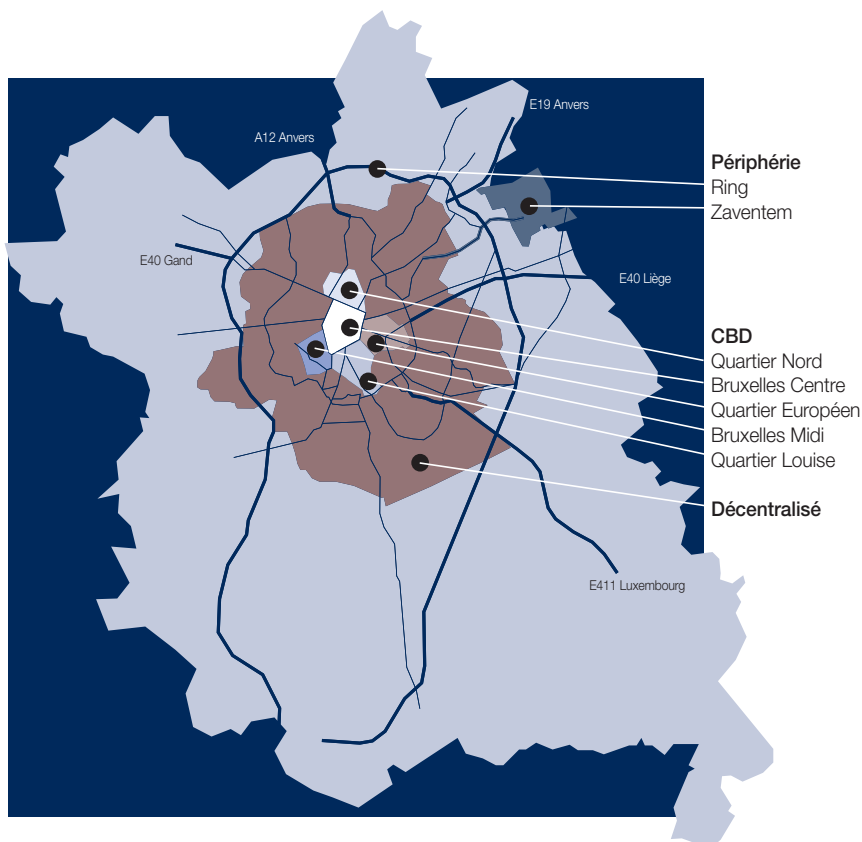 E19 Anvers
A12 Anvers
Périphérie
Ring
Zaventem
E40 Gand
E40 Liège
CBD
Quartier Nord
Bruxelles Centre
Quartier Européen
Bruxelles Midi
Quartier Louise
Décentralisé
E411 Luxembourg